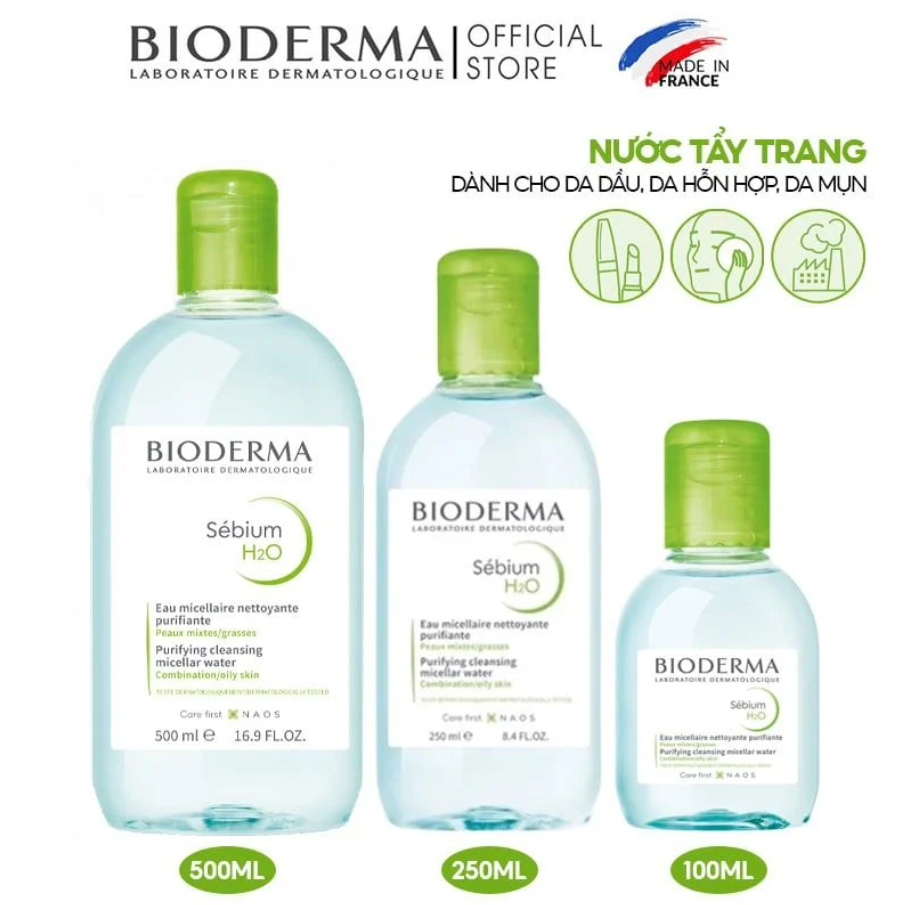 BIODERMA
LABORATOIRE DERMATOLOGIQUE
OFFICIAL
STORE
MADE IN
FRANCE
NƯỚC TẨY TRANG
DÀNH CHO DA DẦU, DA HỖN HỢP, DA MỤN
BIODERMA
LABORATOIRE DERMATOLOGIQUE
Sébium
H2O
Eau micellaire nettoyante
purifiante
Peaux mixtes/grasses
Purifying cleansing
micellar water
Combination/oily skin
Care first NAOS
500 ml e 16.9 FL.OZ.
BIODERMA
LABORATOIRE DERMATOLOGIQUE
Sébium
H2O
Eau micellaire nettoyante
purifiante
Peaux mixtes/grasses
Purifying cleansing
micellar water
Combination/oily skin
Care first NAOS
250 ml e 8.4 FL.OZ.
BIODERMA
LABORATOIRE DERMATOLOGIQUE
Sébium
H2O
Eau micellaire nettoyante purifiante
Peaux mixtes/grasses
Purifying cleansing micellar water
Combination/oily skin
Care first NAOS
500ML
250ML
100ML